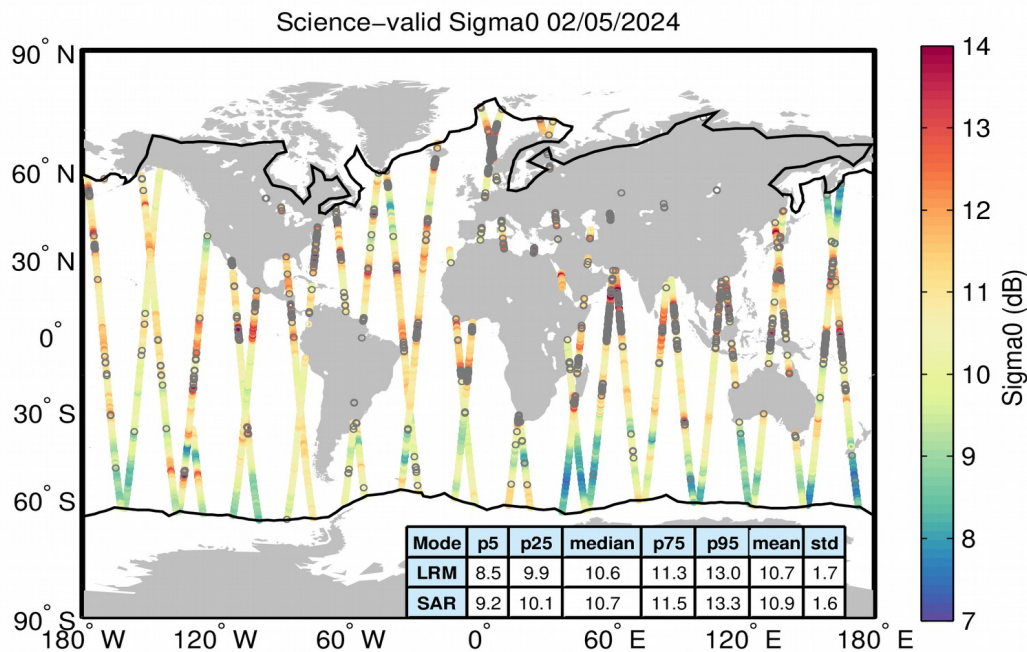 Science−valid Sigma0 02/05/2024
90° N
60° N
30° N
0°
30° S
60° S
90° S
180° W
120° W
60° W
0°
60° E
120° E
180° E
Mode p5 p25 median p75 p95 mean std
LRM 8.5 9.9 10.6 11.3 13.0 10.7 1.7
SAR 9.2 10.1 10.7 11.5 13.3 10.9 1.6
14
13
12
11
10
9
8
7
Sigma0 (dB)